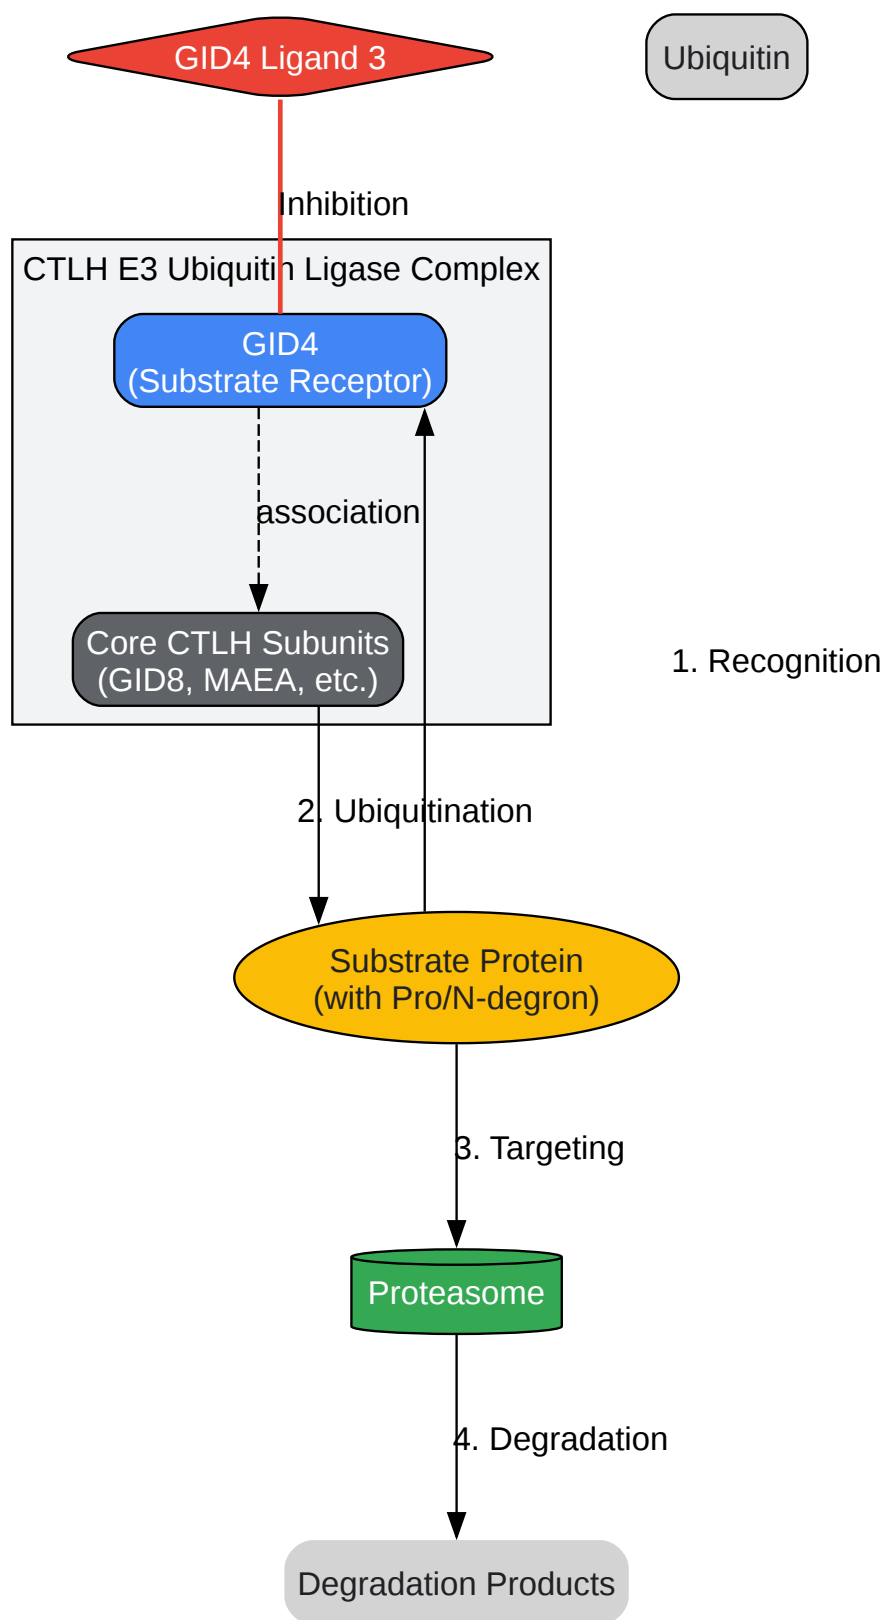 GID4 Ligand 3
Ubiquitin
Inhibition
CTLH E3 Ubiquitin Ligase Complex
GID4
(Substrate Receptor)
association
Core CTLH Subunits
(GID8, MAEA, etc.)
1. Recognition
2. Ubiquitination
Substrate Protein
(with Pro/N-degron)
3. Targeting
Proteasome
4. Degradation
Degradation Products